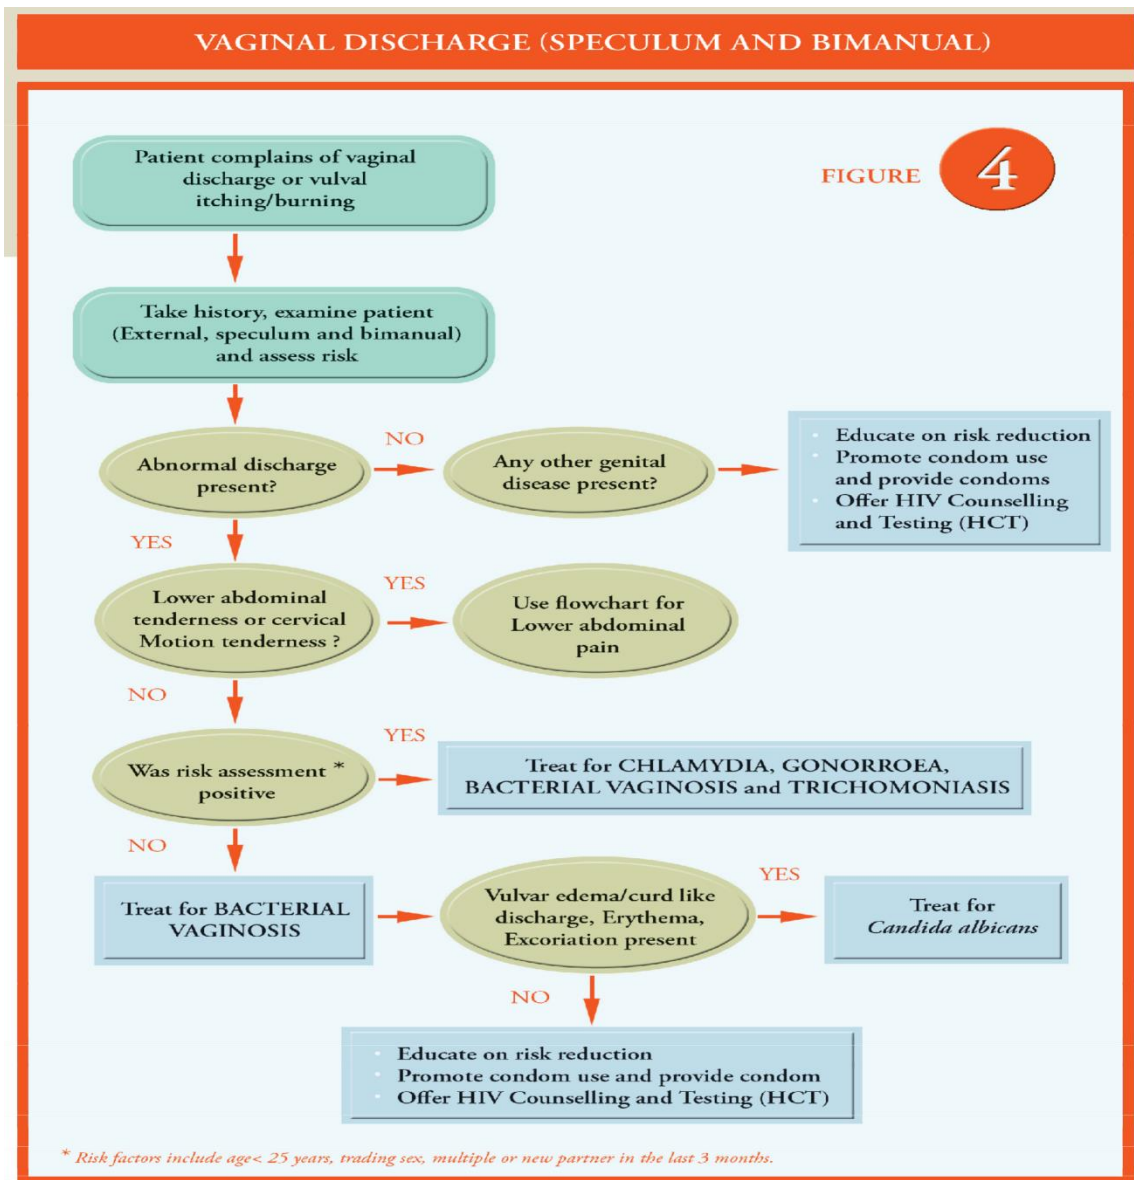 VAGINAL DISCHARGE (SPECULUM AND BIMANUAL)
FIGURE 4
Patient complains of vaginal
discharge or vulval
itching/burning
Take history, examine patient
(External, speculum and bimanual)
and assess risk
Abnormal discharge
present?
NO
Any other genital
disease present?
• Educate on risk reduction
• Promote condom use
and provide condoms
• Offer HIV Counselling
and Testing (HCT)
YES
Lower abdominal
tenderness or cervical
Motion tenderness ?
YES
Use flowchart for
Lower abdominal
pain
NO
Was risk assessment *
positive
YES
Treat for CHLAMYDIA, GONORROEA,
BACTERIAL VAGINOSIS and TRICHOMONIASIS
NO
Treat for BACTERIAL
VAGINOSIS
Vulvar edema/curd like
discharge, Erythema,
Excoriation present
YES
Treat for
Candida albicans
NO
• Educate on risk reduction
• Promote condom use and provide condom
• Offer HIV Counselling and Testing (HCT)
* Risk factors include age< 25 years, trading sex, multiple or new partner in the last 3 months.